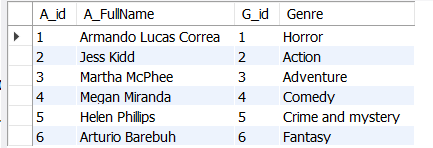 A_id A_FullName G_id Genre
1 Armando Lucas Correa 1 Horror
2 Jess Kidd 2 Action
3 Martha McPhee 3 Adventure
4 Megan Miranda 4 Comedy
5 Helen Phillips 5 Crime and mystery
6 Arturio Barebuh 6 Fantasy